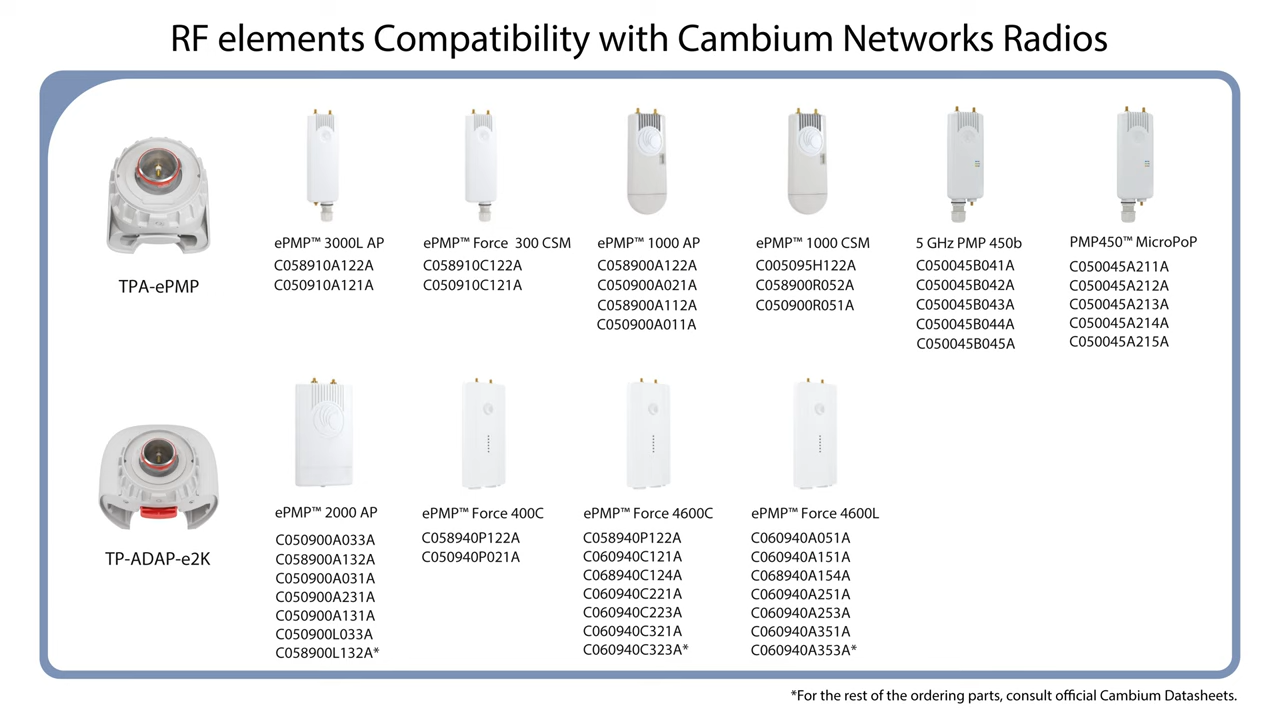 RF elements Compatibility with Cambium Networks Radios
TPA-ePMP
ePMP™ 3000L AP
C058910A122A
C050910A121A
ePMP™ Force 300 CSM
C058910C122A
C050910C121A
ePMP™ 1000 AP
C058900A122A
C050900A021A
C058900A112A
C050900A011A
ePMP™ 1000 CSM
C005095H122A
C058900R052A
C050900R051A
5 GHz PMP 450b
C050045B041A
C050045B042A
C050045B043A
C050045B044A
C050045B045A
PMP450™ MicroPoP
C050045A211A
C050045A212A
C050045A213A
C050045A214A
C050045A215A
TP-ADAP-e2K
ePMP™ 2000 AP
C050900A033A
C058900A132A
C050900A031A
C050900A231A
C050900A131A
C050900L033A
C058900L132A*
ePMP™ Force 400C
C058940P122A
C050940P021A
ePMP™ Force 4600C
C058940P122A
C060940C121A
C068940C124A
C060940C221A
C060940C223A
C060940C321A
C060940C323A*
ePMP™ Force 4600L
C060940A051A
C060940A151A
C068940A154A
C060940A251A
C060940A253A
C060940A351A
C060940A353A*
*For the rest of the ordering parts, consult official Cambium Datasheets.